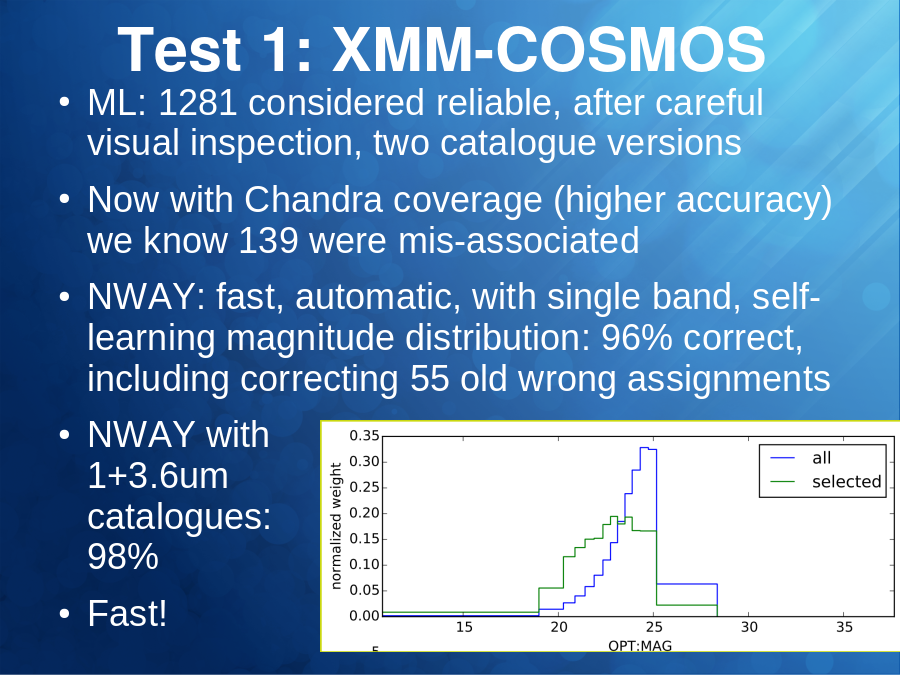 Test 1: XMM-COSMOS
• ML: 1281 considered reliable, after careful
visual inspection, two catalogue versions
• Now with Chandra coverage (higher accuracy)
we know 139 were mis-associated
• NWAY: fast, automatic, with single band, self-
learning magnitude distribution: 96% correct,
including correcting 55 old wrong assignments
• NWAY with
1+3.6um
catalogues:
98%
• Fast!
normalized weight
0.35
0.30
0.25
0.20
0.15
0.10
0.05
0.00
15 20 25 30 35
OPT:MAG
all
selected